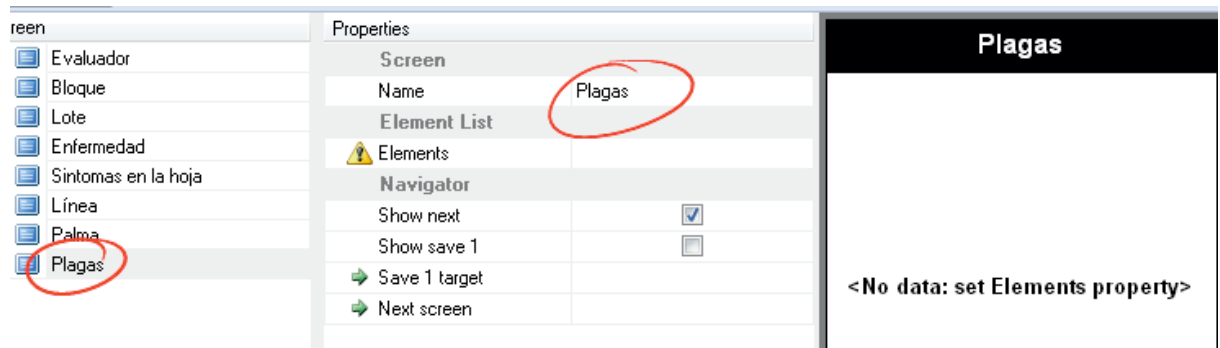 reen
Evaluador
Bloque
Lote
Enfermedad
Sintomas en la hoja
Línea
Palma
Plagas
Properties
Screen
Name Plagas
Element List
Elements
Navigator
Show next
Show save 1
Save 1 target
Next screen
Plagas
<No data: set Elements property>